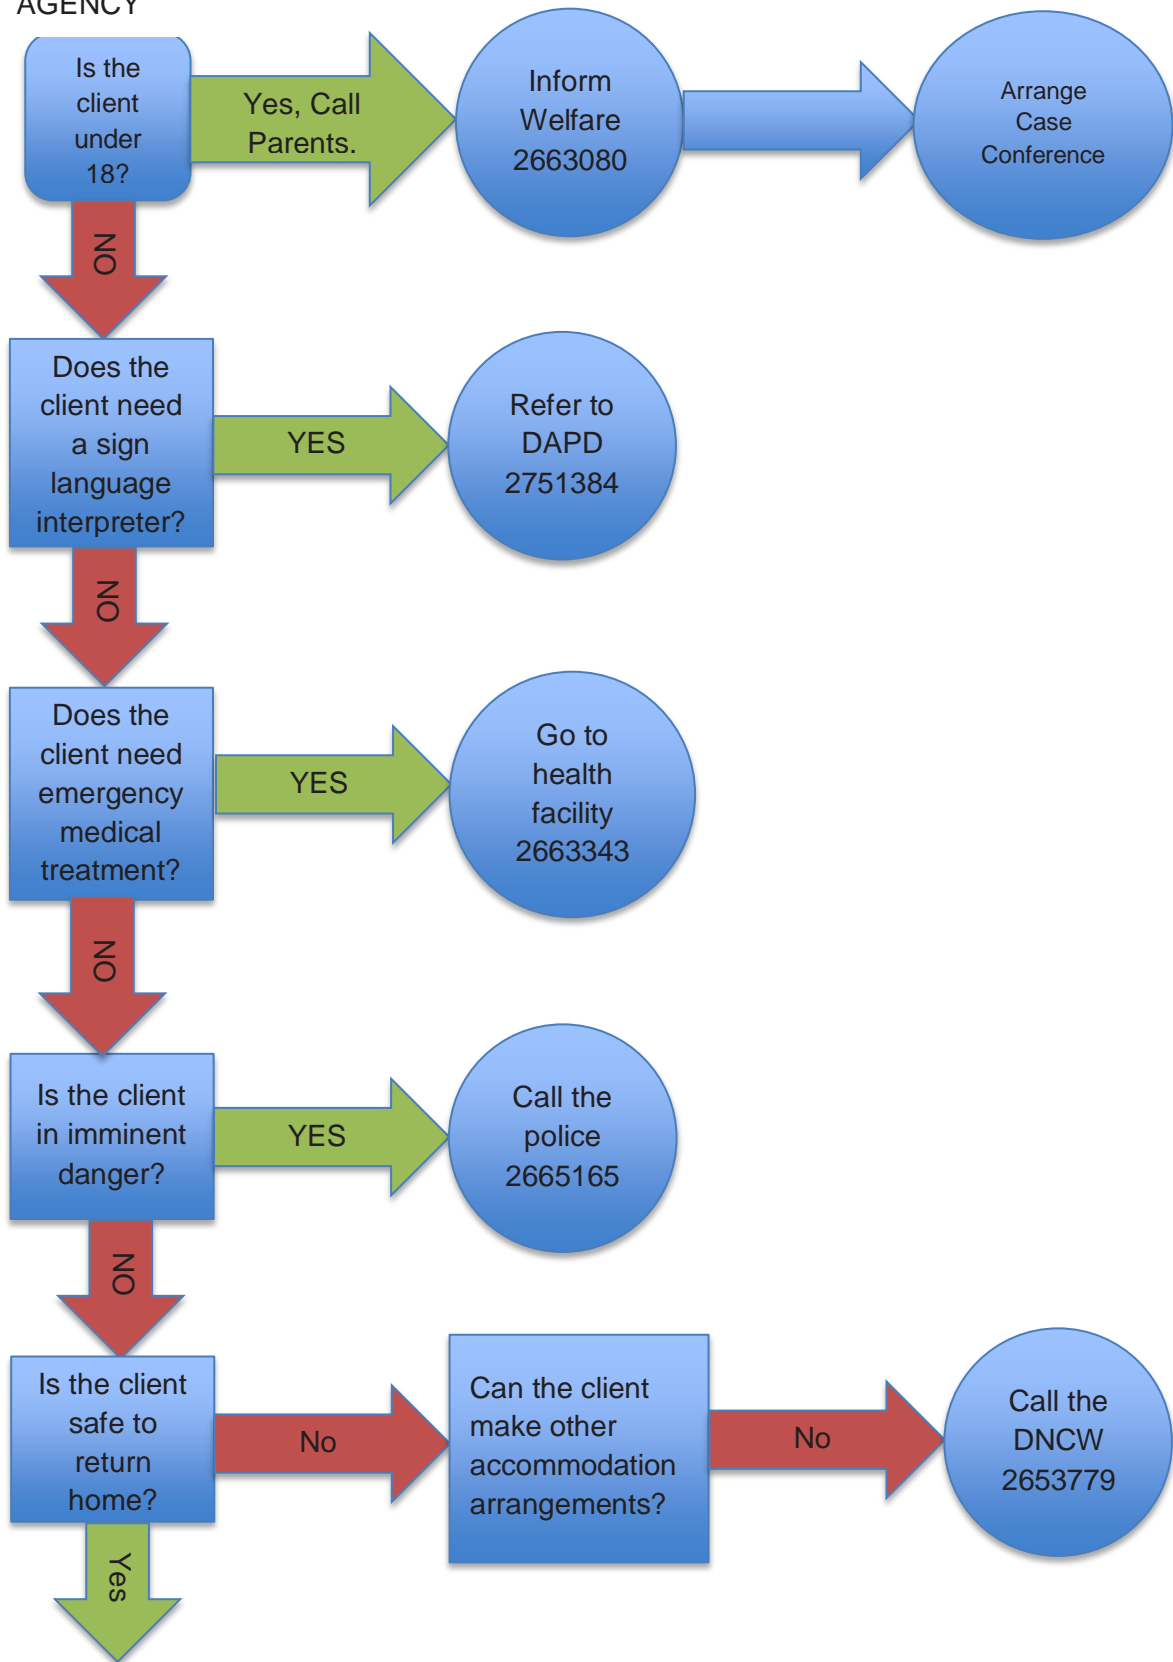 AGENCY
Is the
client
under
18?
Yes, Call
Parents.
Inform
Welfare
2663080
Arrange
Case
Conference
NO
Does the
client need
a sign
language
interpreter?
YES
Refer to
DAPD
2751384
NO
Does the
client need
emergency
medical
treatment?
YES
Go to
health
facility
2663343
NO
Is the client
in imminent
danger?
YES
Call the
police
2665165
NO
Is the client
safe to
return
home?
No
Can the client
make other
accommodation
arrangements?
No
Call the
DNCW
2653779
Yes